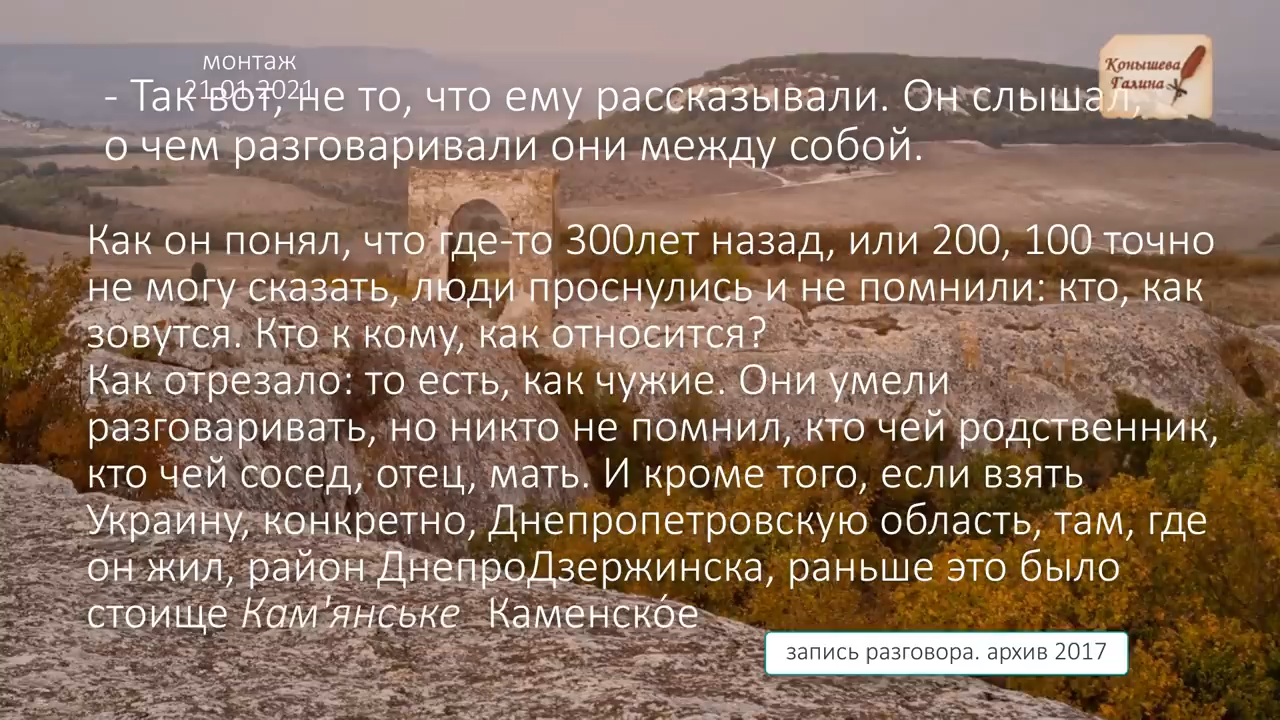 монтаж
21.01.2021
Конышева
Галина
- Так вот, не то, что ему рассказывали. Он слышал,
о чем разговаривали они между собой.
Как он понял, что где-то 300лет назад, или 200, 100 точно
не могу сказать, люди проснулись и не помнили: кто, как
зовутся. Кто к кому, как относится?
Как отрезало: то есть, как чужие. Они умели
разговаривать, но никто не помнил, кто чей родственник,
кто чей сосед, отец, мать. И кроме того, если взять
Украину, конкретно, Днепропетровскую область, там, где
он жил, район ДнепроДзержинска, раньше это было
стоище Кам'янське Каменско́е
запись разговора. архив 2017